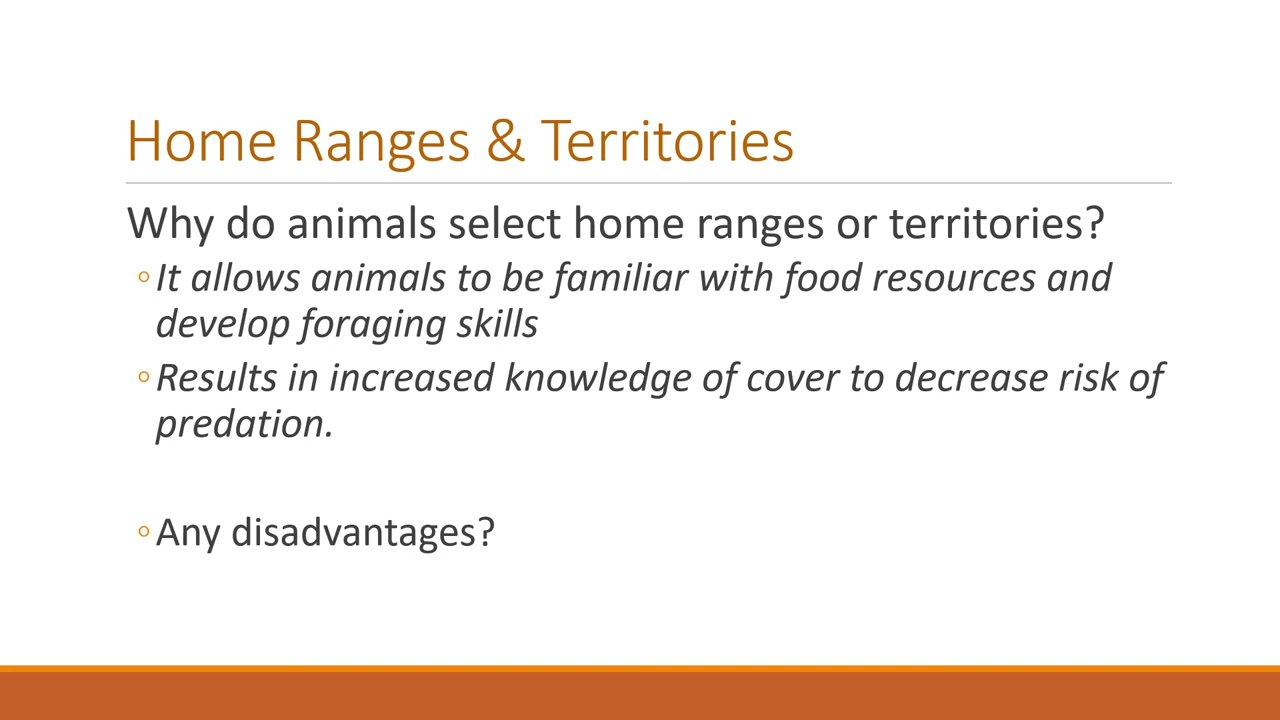 Home Ranges & Territories
Why do animals select home ranges or territories?
◦It allows animals to be familiar with food resources and
develop foraging skills
◦Results in increased knowledge of cover to decrease risk of
predation.
◦Any disadvantages?